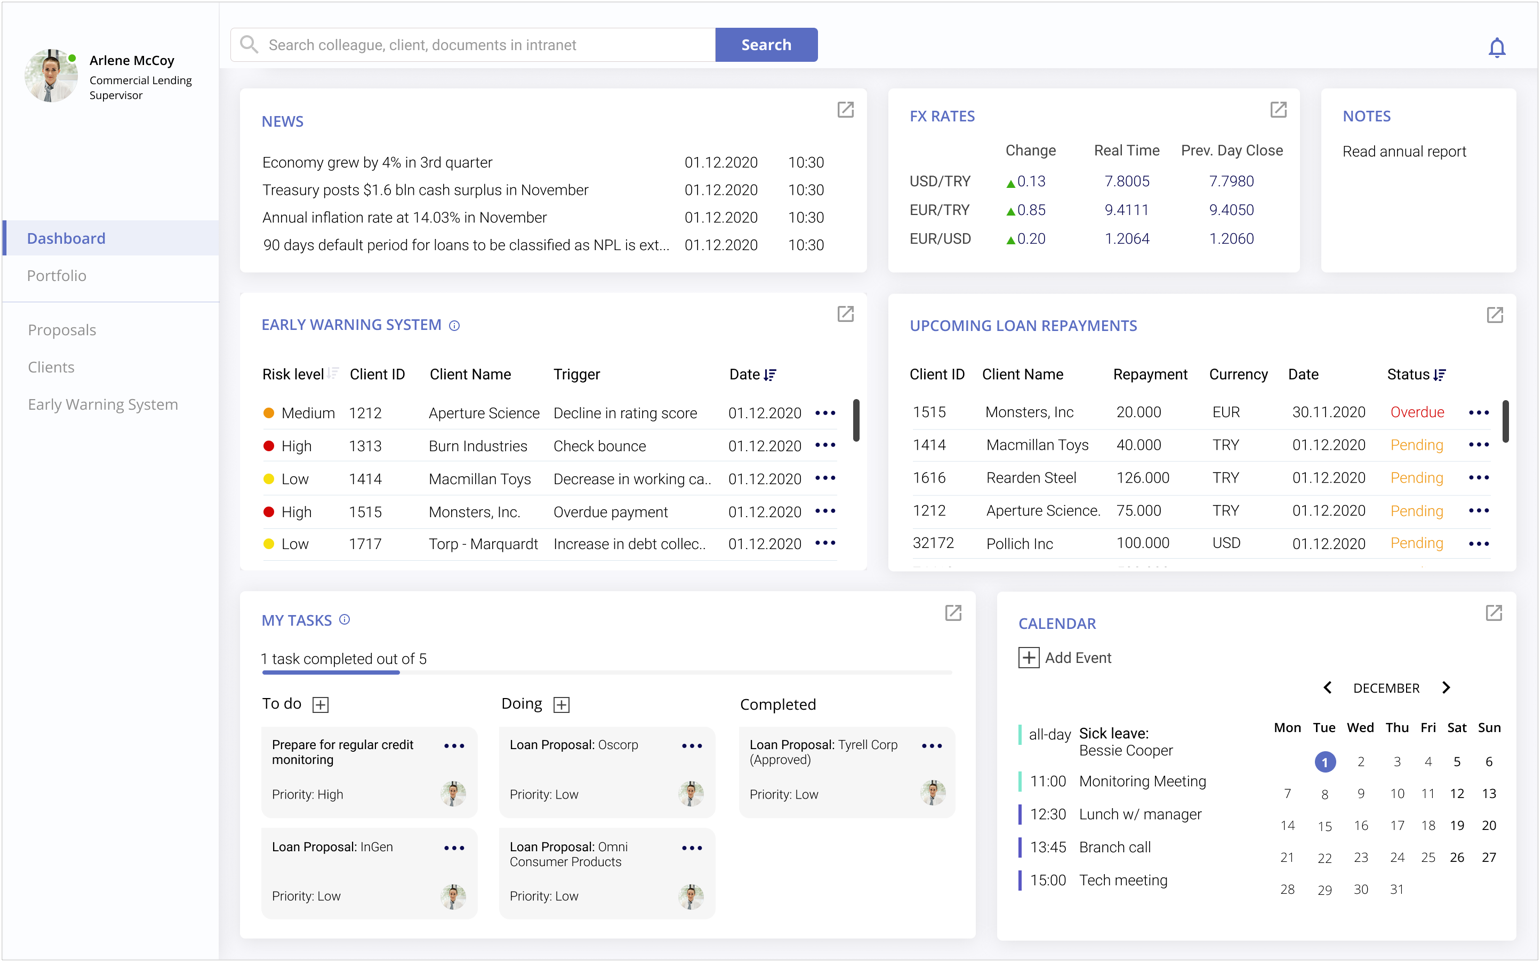 Arlene McCoy
Commercial Lending
Supervisor
Dashboard
Portfolio
Proposals
Clients
Early Warning System
Search colleague, client, documents in intranet
Search
NEWS
Economy grew by 4% in 3rd quarter 01.12.2020 10:30
Treasury posts $1.6 bln cash surplus in November 01.12.2020 10:30
Annual inflation rate at 14.03% in November 01.12.2020 10:30
90 days default period for loans to be classified as NPL is ext... 01.12.2020 10:30
FX RATES
Change Real Time Prev. Day Close
USD/TRY 0.13 7.8005 7.7980
EUR/TRY 0.85 9.4111 9.4050
EUR/USD 0.20 1.2064 1.2060
NOTES
Read annual report
EARLY WARNING SYSTEM
Risk level Client ID Client Name Trigger Date
Medium 1212 Aperture Science Decline in rating score 01.12.2020
High 1313 Burn Industries Check bounce 01.12.2020
Low 1414 Macmillan Toys Decrease in working ca.. 01.12.2020
High 1515 Monsters, Inc. Overdue payment 01.12.2020
Low 1717 Torp - Marquardt Increase in debt collec.. 01.12.2020
UPCOMING LOAN REPAYMENTS
Client ID Client Name Repayment Currency Date Status
1515 Monsters, Inc 20.000 EUR 30.11.2020 Overdue
1414 Macmillan Toys 40.000 TRY 01.12.2020 Pending
1616 Rearden Steel 126.000 TRY 01.12.2020 Pending
1212 Aperture Science. 75.000 TRY 01.12.2020 Pending
32172 Pollich Inc 100.000 USD 01.12.2020 Pending
MY TASKS
1 task completed out of 5
To do
Prepare for regular credit
monitoring
Priority: High
Loan Proposal: InGen
Priority: Low
Doing
Loan Proposal: Oscorp
Priority: Low
Loan Proposal: Omni
Consumer Products
Priority: Low
Completed
Loan Proposal: Tyrell Corp
(Approved)
Priority: Low
CALENDAR
Add Event
all-day Sick leave:
Bessie Cooper
11:00 Monitoring Meeting
12:30 Lunch w/ manager
13:45 Branch call
15:00 Tech meeting
DECEMBER
Mon Tue Wed Thu Fri Sat Sun
1 2 3 4 5 6
7 8 9 10 11 12 13
14 15 16 17 18 19 20
21 22 23 24 25 26 27
28 29 30 31